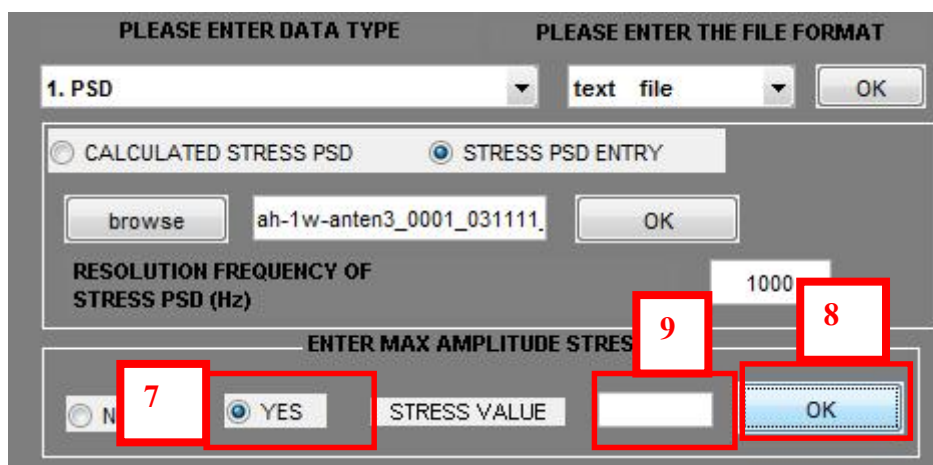 PLEASE ENTER DATA TYPE PLEASE ENTER THE FILE FORMAT
1. PSD text file OK
CALCULATED STRESS PSD STRESS PSD ENTRY
browse ah-1w-anten3_0001_031111_ OK
RESOLUTION FREQUENCY OF
STRESS PSD (Hz)
1000
9 8
ENTER MAX AMPLITUDE STRES
7
N YES STRESS VALUE OK